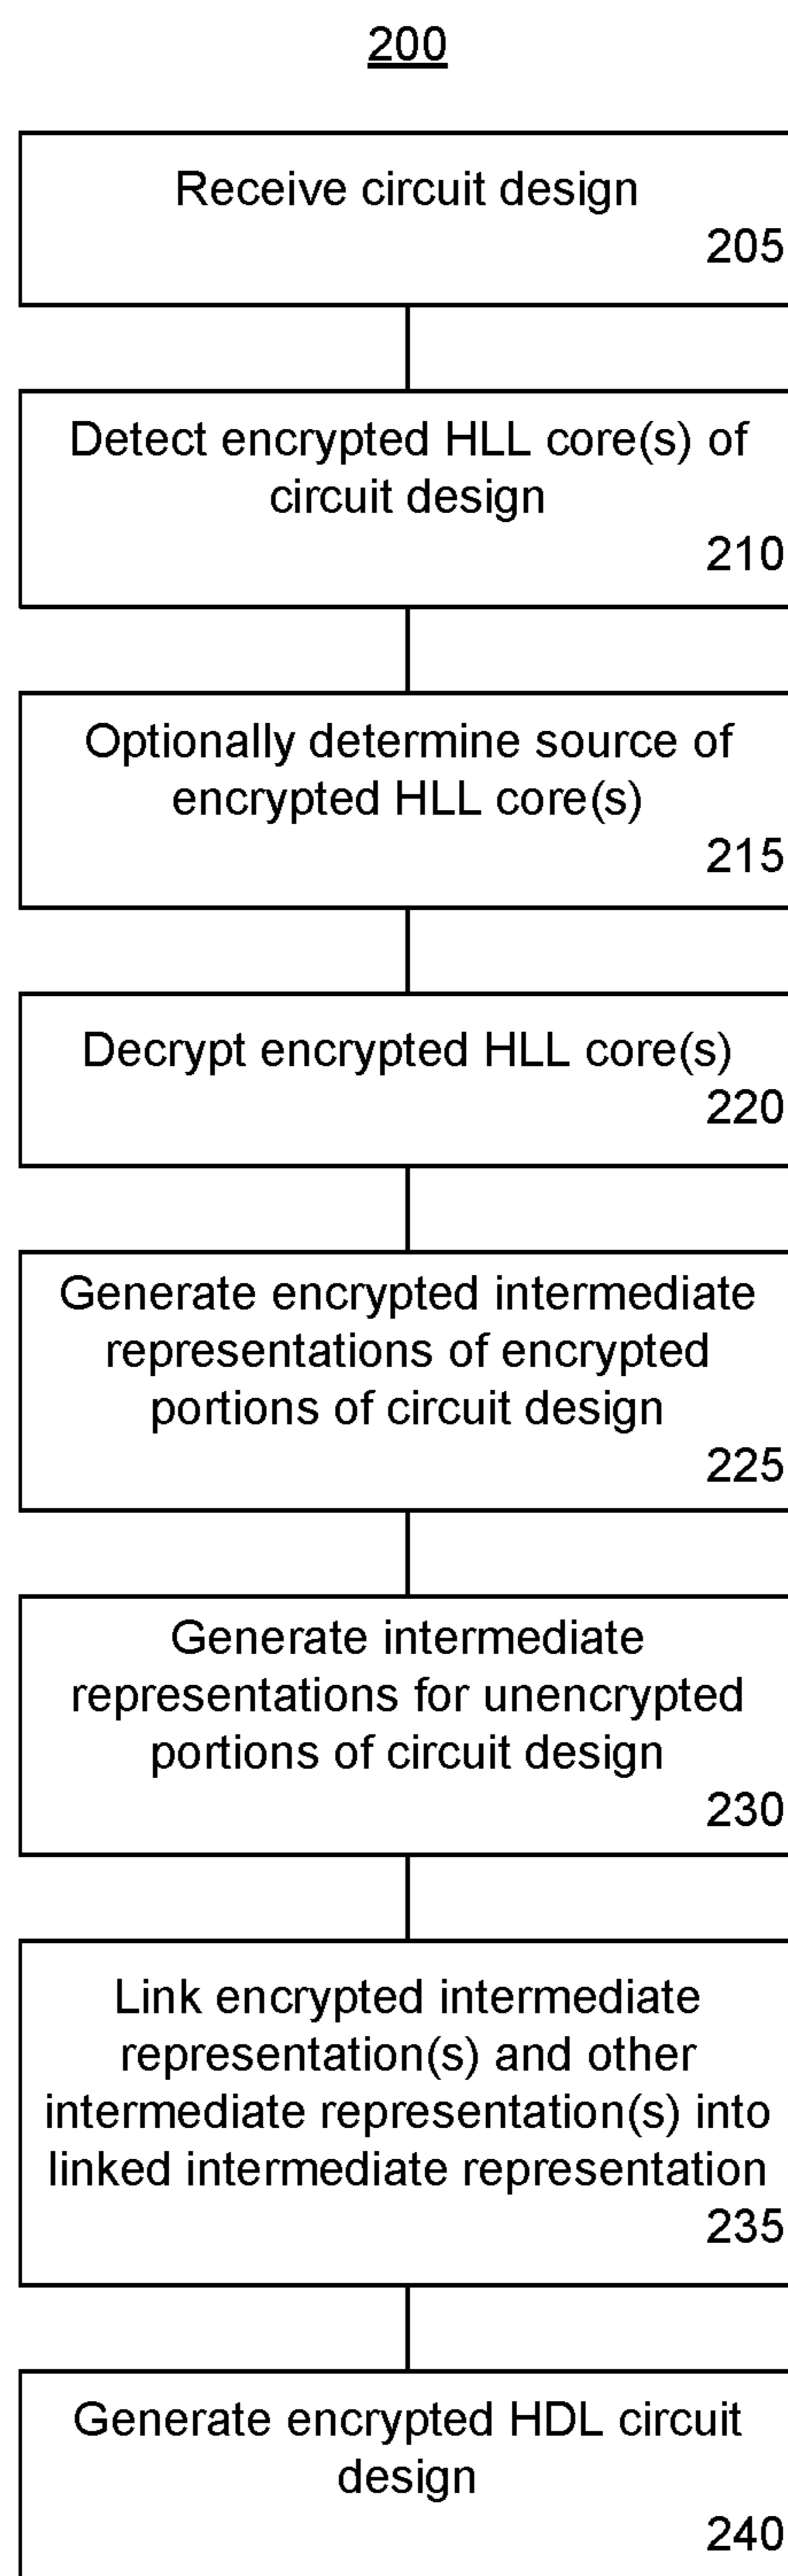 200
Receive circuit design
205
Detect encrypted HLL core(s) of
circuit design
210
Optionally determine source of
encrypted HLL core(s)
215
Decrypt encrypted HLL core(s)
220
Generate encrypted intermediate
representations of encrypted
portions of circuit design
225
Generate intermediate
representations for unencrypted
portions of circuit design
230
Link encrypted intermediate
representation(s) and other
intermediate representation(s) into
linked intermediate representation
235
Generate encrypted HDL circuit
design
240